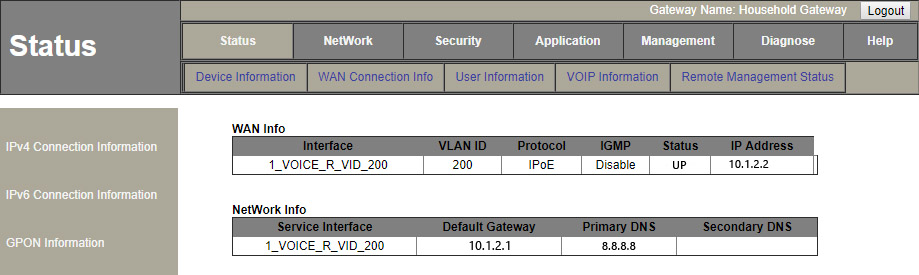 Gateway Name: Household Gateway Logout
Status
Status NetWork Security Application Management Diagnose Help
Device Information WAN Connection Info User Information VOIP Information Remote Management Status
IPv4 Connection Information
IPv6 Connection Information
GPON Information
WAN Info
Interface VLAN ID Protocol IGMP Status IP Address
1_VOICE_R_VID_200 200 IPoE Disable UP 10.1.2.2
NetWork Info
Service Interface Default Gateway Primary DNS Secondary DNS
1_VOICE_R_VID_200 10.1.2.1 8.8.8.8